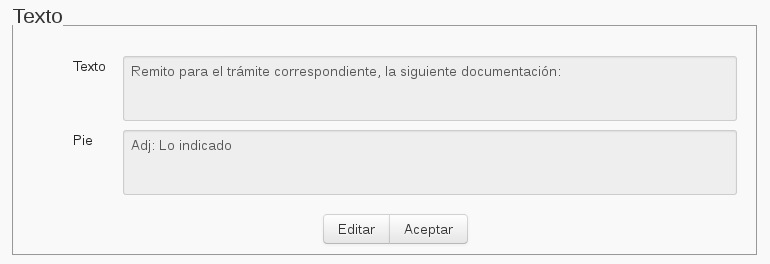 Texto
Texto
Remito para el trámite correspondiente, la siguiente documentación:
Pie
Adj: Lo indicado
Editar
Aceptar